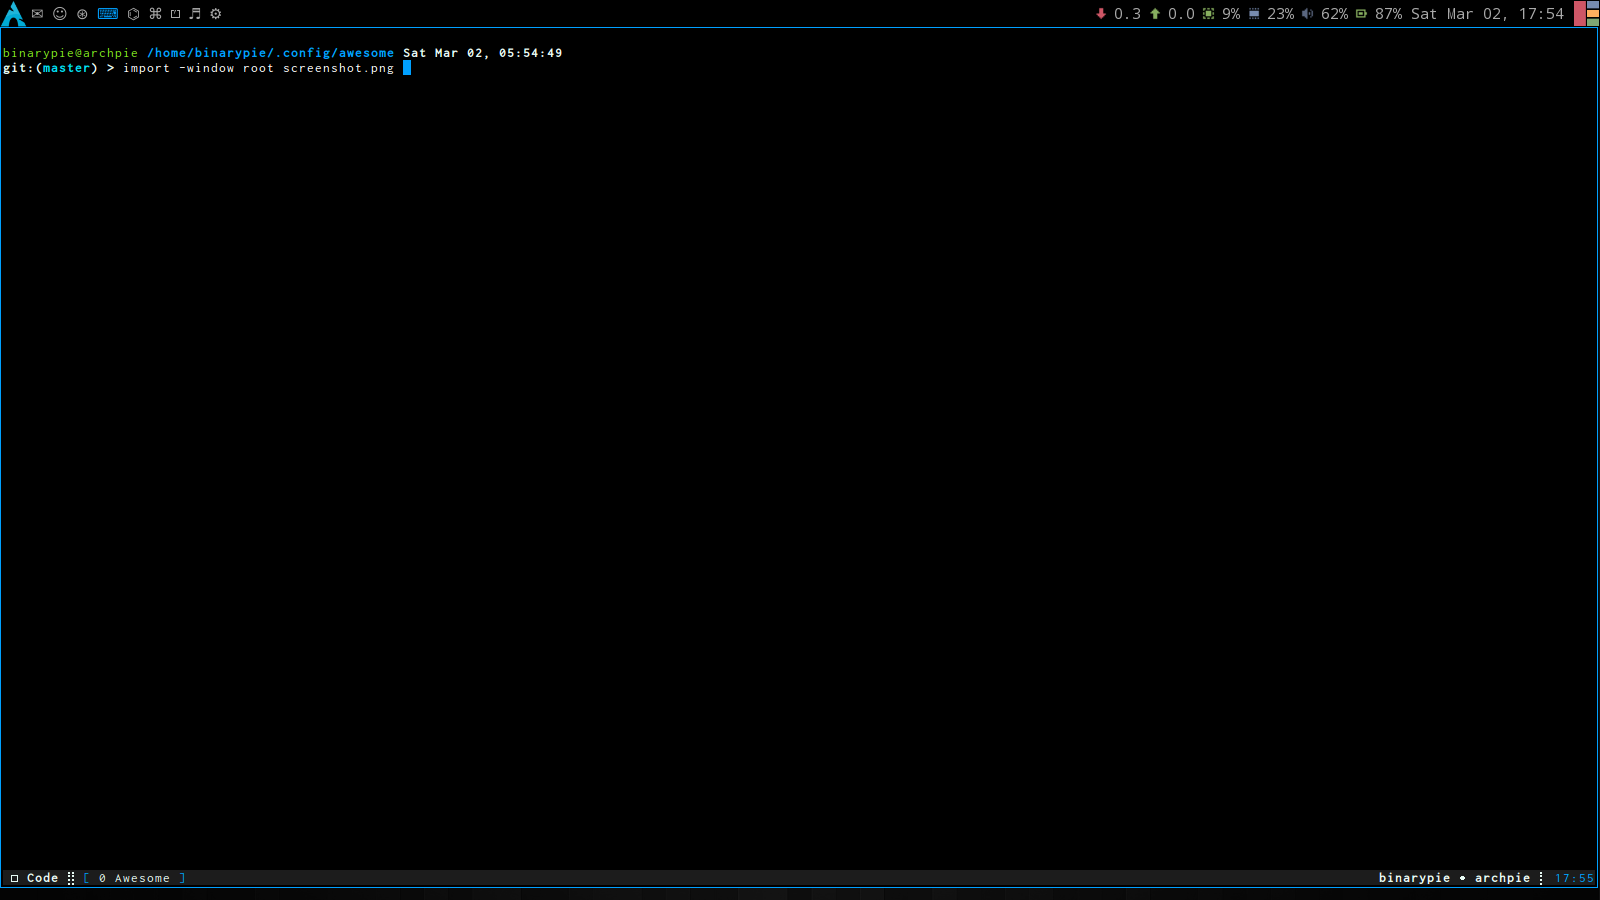 0.3 0.0 9% 23% 62% 87% Sat Mar 02, 17:54
binarypie@archpie /home/binarypie/.config/awesome Sat Mar 02, 05:54:49
git:(master) > import -window root screenshot.png
Code [ 0 Awesome ] binarypie • archpie 17:55